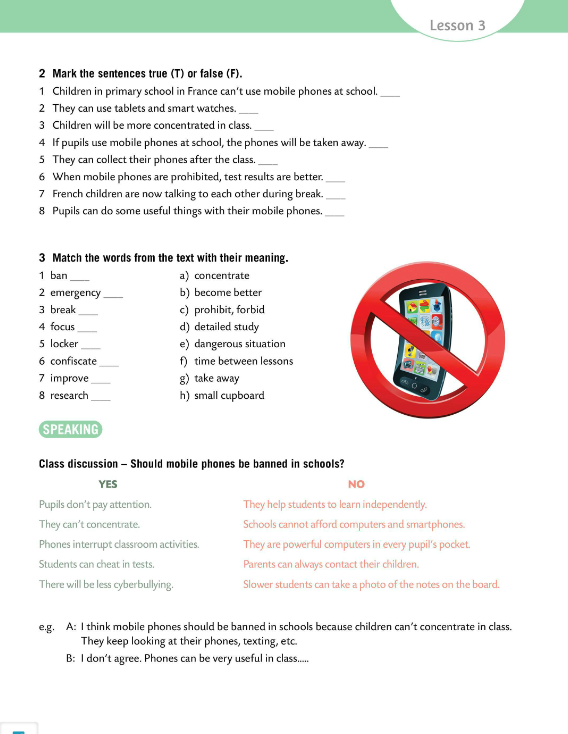 Lesson 3
2 Mark the sentences true (T) or false (F).
1 Children in primary school in France can't use mobile phones at school. ____
2 They can use tablets and smart watches. ____
3 Children will be more concentrated in class. ____
4 If pupils use mobile phones at school, the phones will be taken away. ____
5 They can collect their phones after the class. ____
6 When mobile phones are prohibited, test results are better. ____
7 French children are now talking to each other during break. ____
8 Pupils can do some useful things with their mobile phones. ____
3 Match the words from the text with their meaning.
1 ban ____
2 emergency ____
3 break ____
4 focus ____
5 locker ____
6 confiscate ____
7 improve ____
8 research ____
a) concentrate
b) become better
c) prohibit, forbid
d) detailed study
e) dangerous situation
f) time between lessons
g) take away
h) small cupboard
SPEAKING
Class discussion – Should mobile phones be banned in schools?
YES
Pupils don't pay attention.
They can't concentrate.
Phones interrupt classroom activities.
Students can cheat in tests.
There will be less cyberbullying.
NO
They help students to learn independently.
Schools cannot afford computers and smartphones.
They are powerful computers in every pupil's pocket.
Parents can always contact their children.
Slower students can take a photo of the notes on the board.
e.g. A: I think mobile phones should be banned in schools because children can't concentrate in class.
They keep looking at their phones, texting, etc.
B: I don't agree. Phones can be very useful in class.....